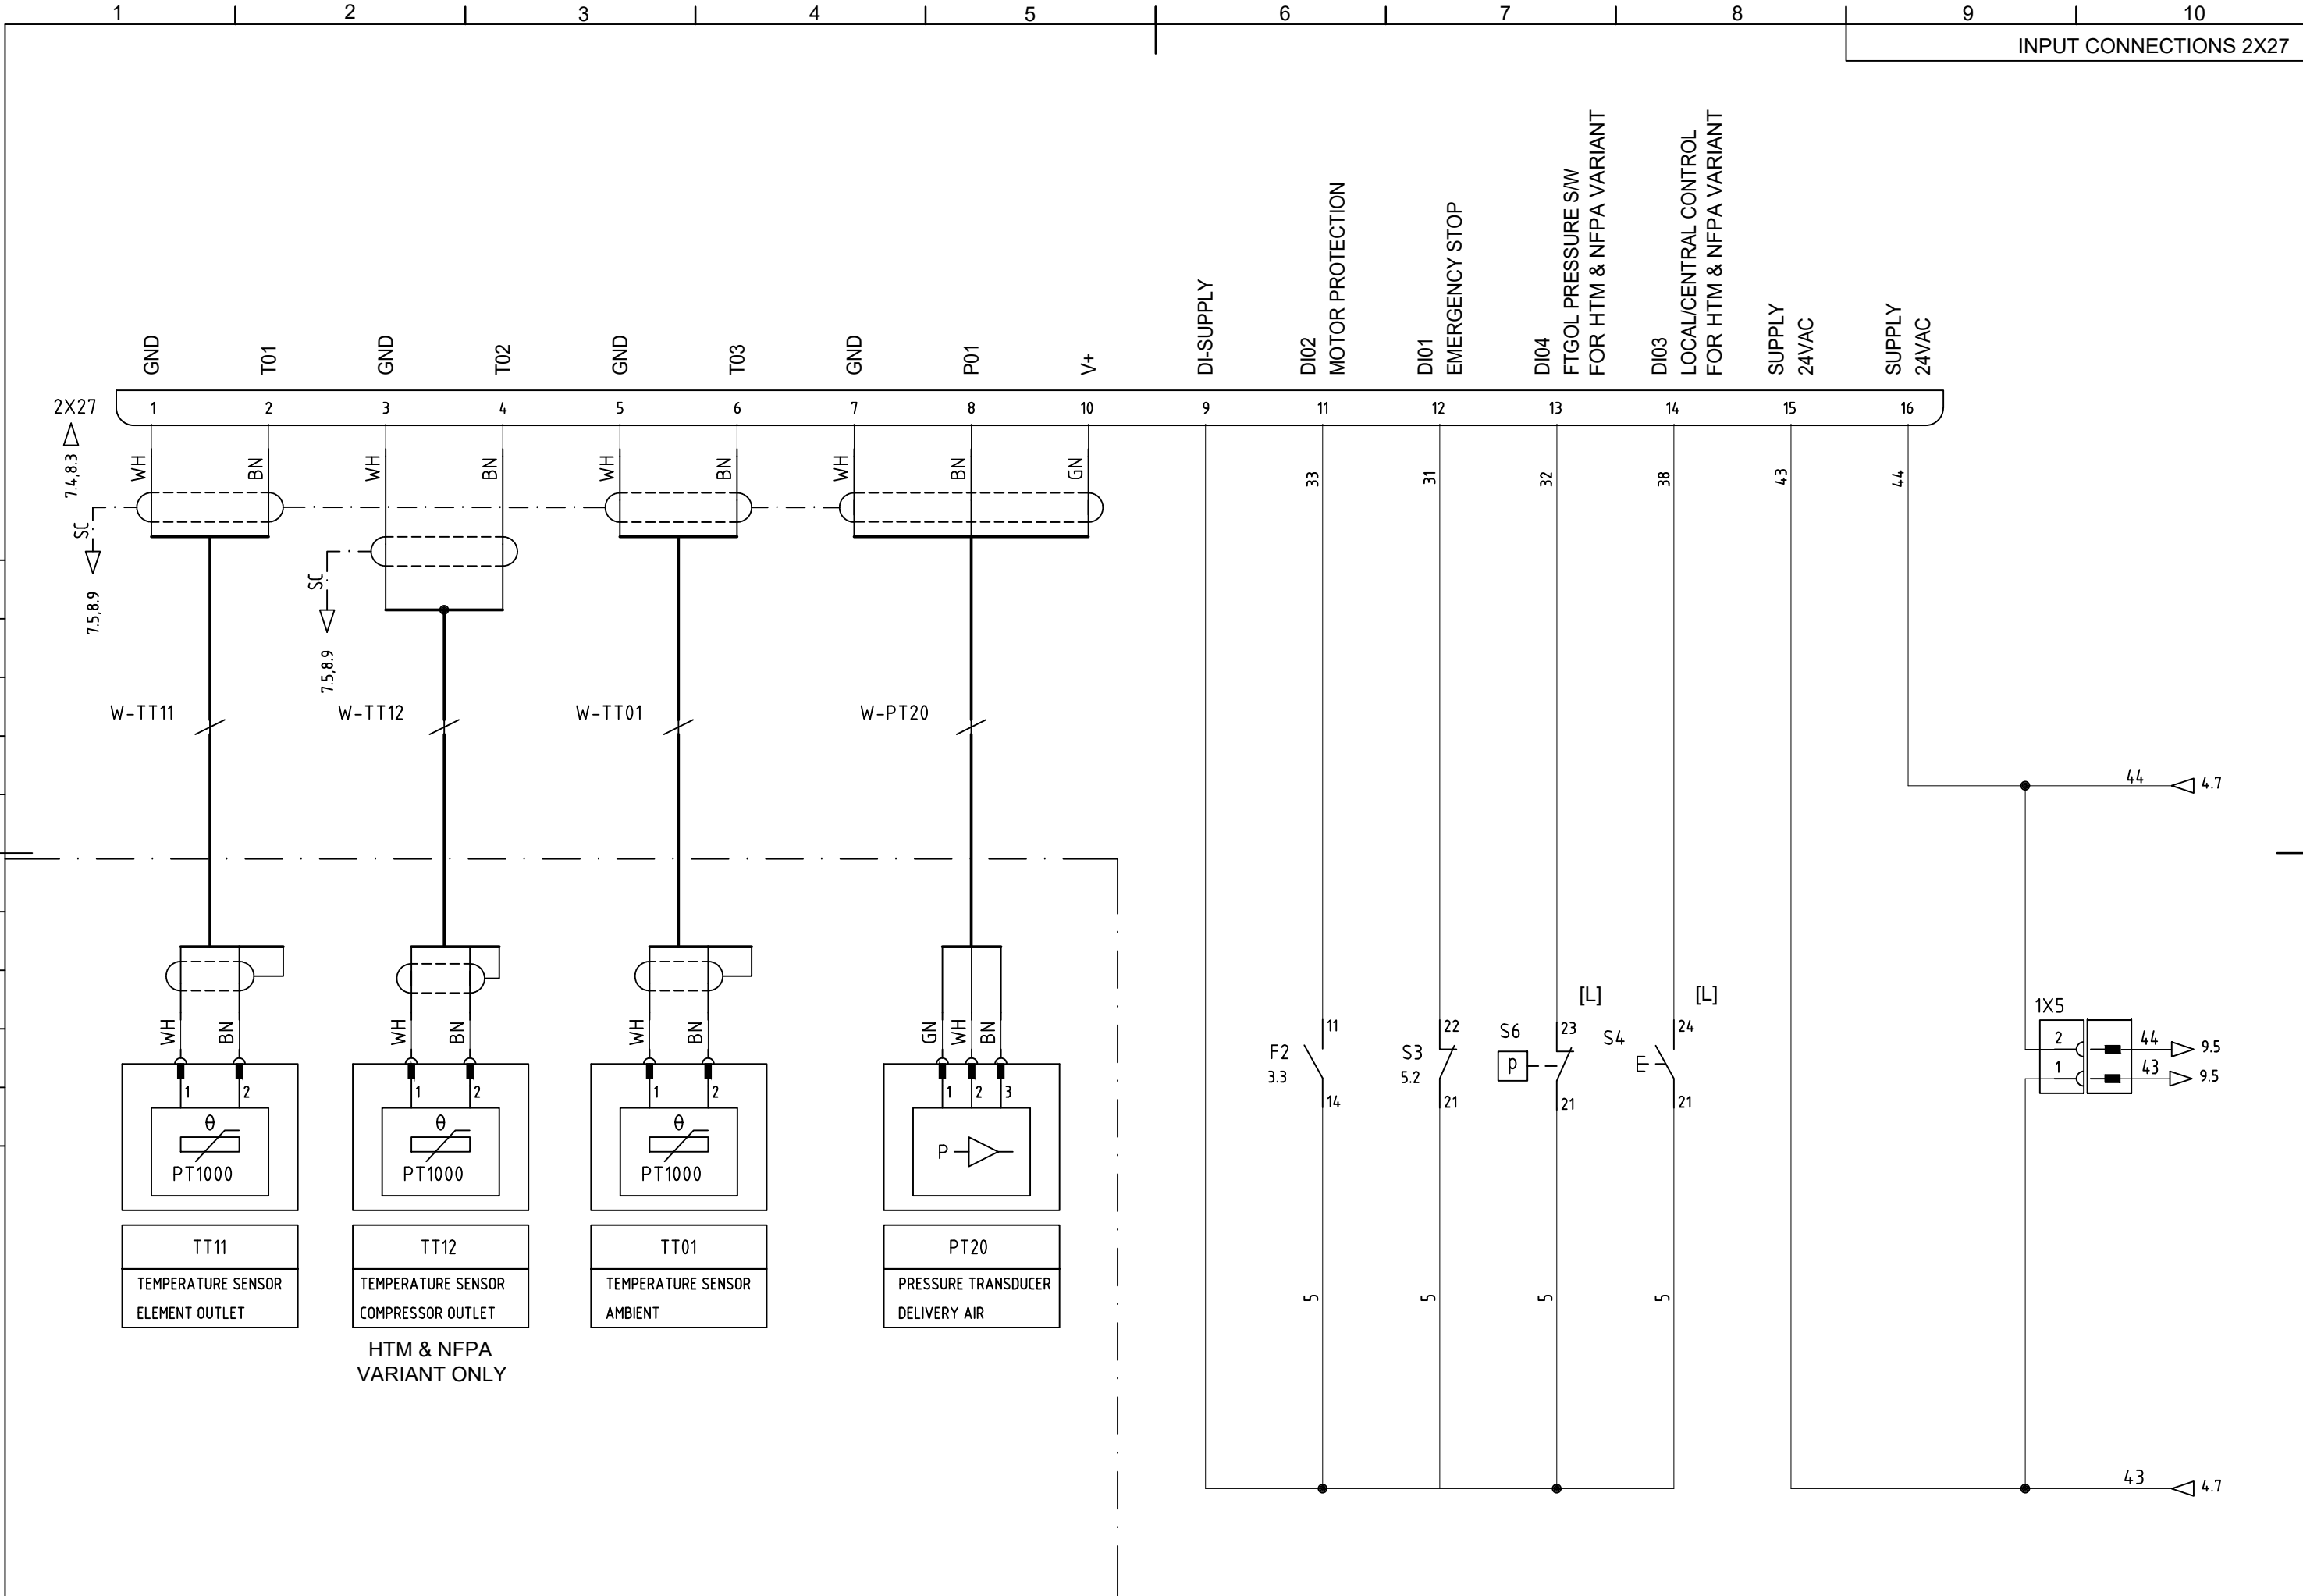 1 2 3 4 5 6 7 8 9 10
INPUT CONNECTIONS 2X27
GND
T01
GND
T02
GND
T03
GND
P01
V+
DI-SUPPLY
DI02
MOTOR PROTECTION
DI01
EMERGENCY STOP
DI04
FTGOL PRESSURE S/W
FOR HTM & NFPA VARIANT
DI03
LOCAL/CENTRAL CONTROL
FOR HTM & NFPA VARIANT
SUPPLY
24VAC
SUPPLY
24VAC
2X27
1 2 3 4 5 6 7 8 10 9 11 12 13 14 15 16
7.4,8.3
WH
BN
WH
BN
WH
BN
WH
BN
GN
33
31
32
38
43
44
SC
7.5,8.9
SC
7.5,8.9
W-TT11
W-TT12
W-TT01
W-PT20
44
4.7
[L]
[L]
WH
BN
WH
BN
WH
BN
GN
WH
BN
1 2
1 2
1 2
1 2 3
F2
3.3
11
14
S3
5.2
22
21
S6
p
23
21
S4
E
24
21
1X5
2
44
9.5
1
43
9.5
θ
PT1000
θ
PT1000
θ
PT1000
P
TT11
TEMPERATURE SENSOR
ELEMENT OUTLET
TT12
TEMPERATURE SENSOR
COMPRESSOR OUTLET
HTM & NFPA
VARIANT ONLY
TT01
TEMPERATURE SENSOR
AMBIENT
PT20
PRESSURE TRANSDUCER
DELIVERY AIR
5
5
5
5
43
4.7